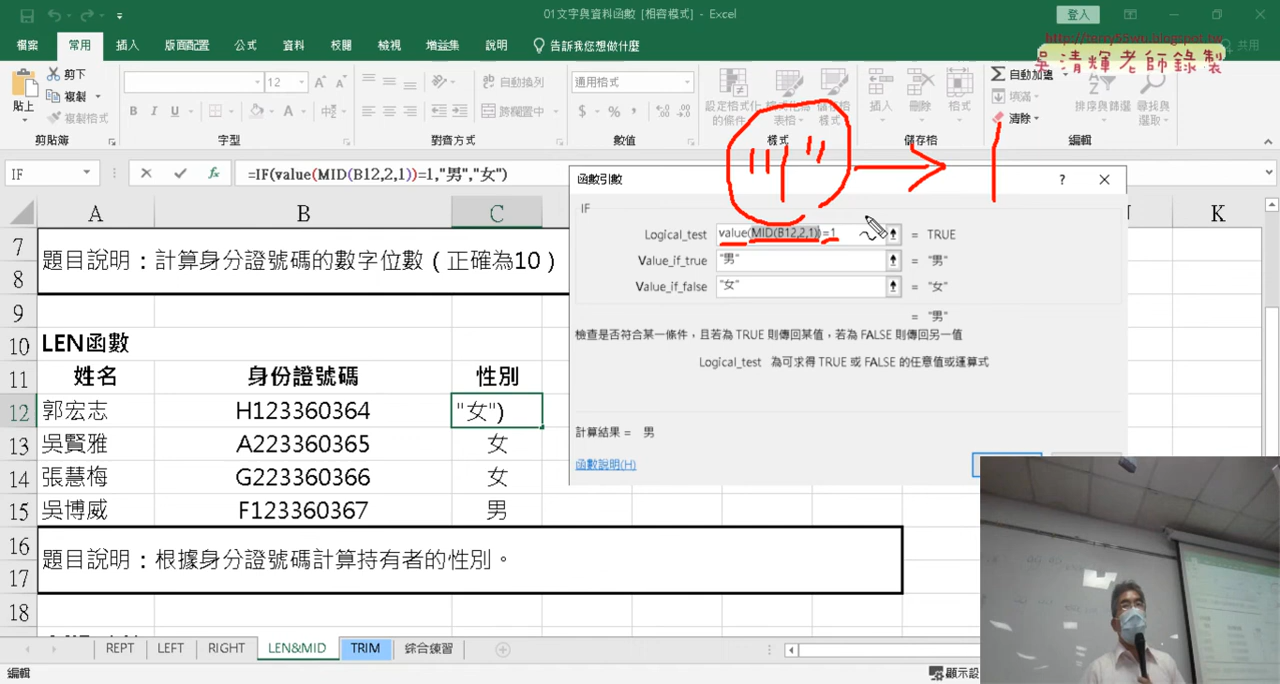 01文字與資料函數 [相容模式] - Excel
登入
http://terry55wu.blogspot.tw
吳清輝老師錄製
檔案 常用 插入 版面配置 公式 資料 校閱 檢視 增益集 說明 告訴我您想做什麼 共用
貼上
剪下
複製
複製格式
剪貼簿
12
B I U
字型
自動換列
跨欄置中
對齊方式
通用格式
$ %
數值
樣式
插入 刪除 格式
儲存格
自動加總
填滿
清除
排序與篩選 尋找與選取
編輯
"1" → 1
IF
=IF(value(MID(B12,2,1))=1,"男","女")
A B C K
7
8 題目說明：計算身分證號碼的數字位數（正確為10）
9
10 LEN函數
11 姓名 身份證號碼 性別
12 郭宏志 H123360364 "女")
13 吳賢雅 A223360365 女
14 張慧梅 G223366366 女
15 吳博威 F123360367 男
16
17 題目說明：根據身分證號碼計算持有者的性別。
18
函數引數 ?
IF
Logical_test value(MID(B12,2,1))=1 = TRUE
Value_if_true "男" = "男"
Value_if_false "女" = "女"
= "男"
檢查是否符合某一條件，且若為 TRUE 則傳回某值，若為 FALSE 則傳回另一值
Logical_test 為可求得 TRUE 或 FALSE 的任意值或運算式
計算結果 = 男
函數說明(H)
REPT LEFT RIGHT LEN&MID TRIM 綜合練習
編輯
顯示設